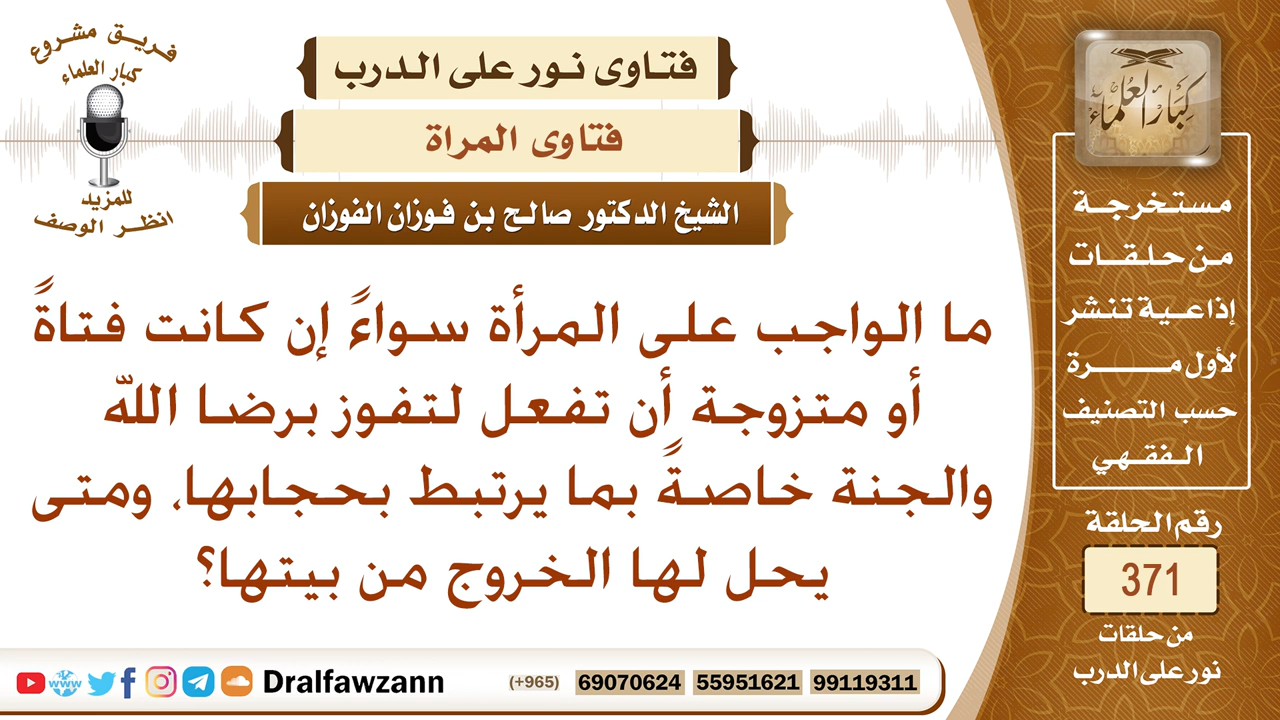 فريق مشروع
كبار العلماء
للمزيد
انظر الوصف
فتاوى نور على الدرب
فتاوى المراة
الشيخ الدكتور صالح بن فوزان الفوزان
ما الواجب على المرأة سواءً إن كانت فتاةً
أو متزوجة أن تفعل لتفوز برضا الله
والجنة خاصةً بما يرتبط بحجابها، ومتى
يحل لها الخروج من بيتها؟
كبار العلماء
مستخرجة
من حلقات
إذاعية تنشر
لأول مرة
حسب التصنيف
الفقهي
رقم الحلقة
371
من حلقات
نور على الدرب
www
Dralfawzann
(+965) 69070624 55951621 99119311